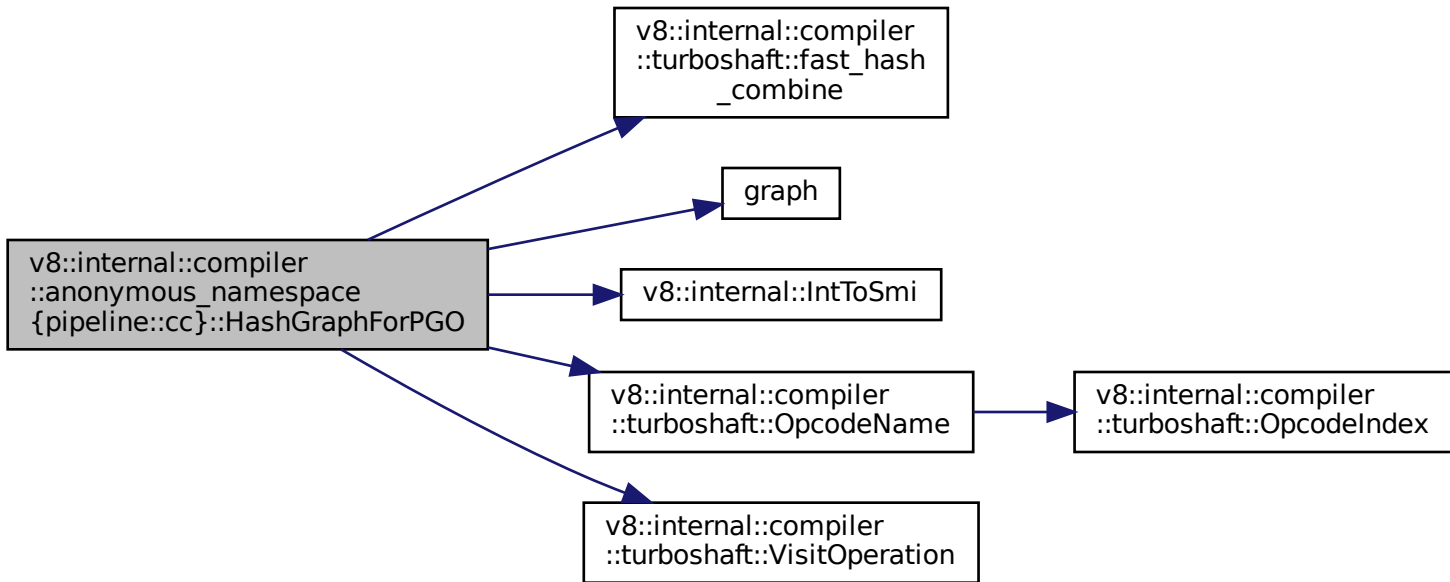 v8::internal::compiler
::turboshaft::fast_hash
_combine
graph
v8::internal::compiler
::anonymous_namespace
{pipeline::cc}::HashGraphForPGO
v8::internal::IntToSmi
v8::internal::compiler
::turboshaft::OpcodeName
v8::internal::compiler
::turboshaft::OpcodeIndex
v8::internal::compiler
::turboshaft::VisitOperation